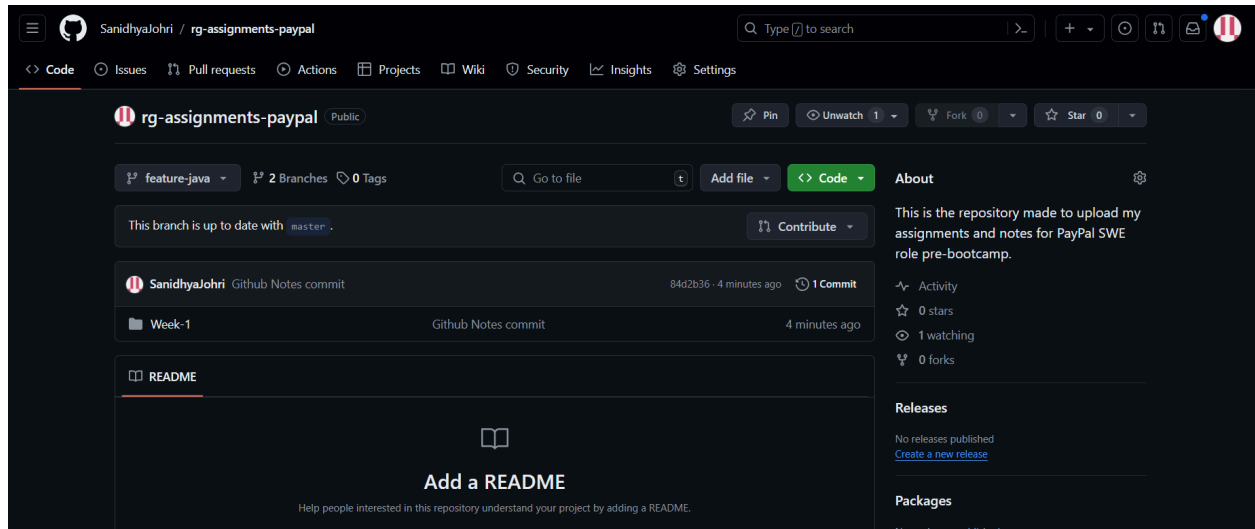 SanidhyaJohri / rg-assignments-paypal
Type / to search
Code Issues Pull requests Actions Projects Wiki Security Insights Settings
rg-assignments-paypal Public
Pin Unwatch 1 Fork 0 Star 0
feature-java 2 Branches 0 Tags Go to file t Add file Code
About
This branch is up to date with master .
Contribute
This is the repository made to upload my
assignments and notes for PayPal SWE
role pre-bootcamp.
SanidhyaJohri Github Notes commit 84d2b36 · 4 minutes ago 1 Commit
Week-1 Github Notes commit 4 minutes ago
Activity
0 stars
1 watching
0 forks
README
Add a README
Help people interested in this repository understand your project by adding a README.
Releases
No releases published
Create a new release
Packages